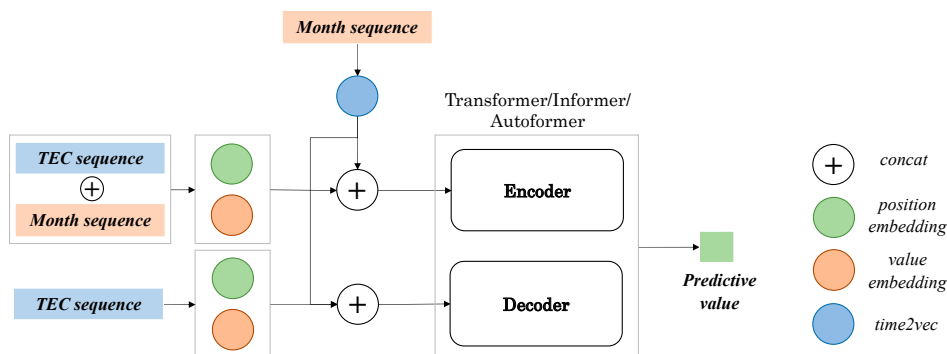 Month sequence
Transformer/Informer/
Autoformer
TEC sequence
+
Month sequence
+
Encoder
TEC sequence
+
Decoder
Predictive
value
+
concat
position
embedding
value
embedding
time2vec